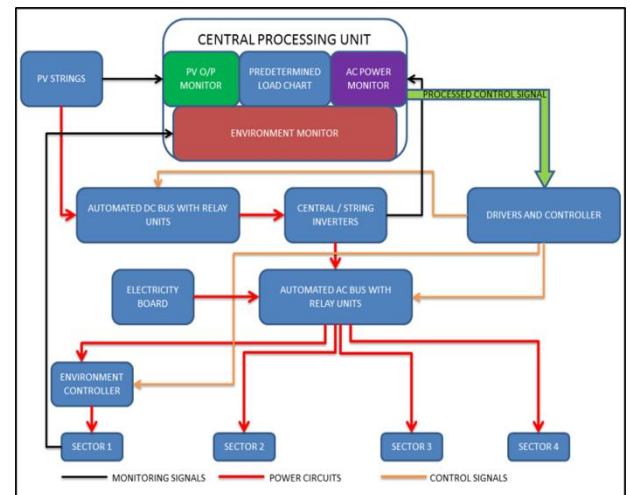 CENTRAL PROCESSING UNIT
PV STRINGS
PV O/P
MONITOR
PREDETERMINED
LOAD CHART
AC POWER
MONITOR
PROCESSED CONTROL SIGNAL
ENVIRONMENT MONITOR
AUTOMATED DC BUS WITH RELAY
UNITS
CENTRAL / STRING
INVERTERS
DRIVERS AND CONTROLLER
ELECTRICITY
BOARD
AUTOMATED AC BUS WITH
RELAY UNITS
ENVIRONMENT
CONTROLLER
SECTOR 1
SECTOR 2
SECTOR 3
SECTOR 4
MONITORING SIGNALS
POWER CIRCUITS
CONTROL SIGNALS